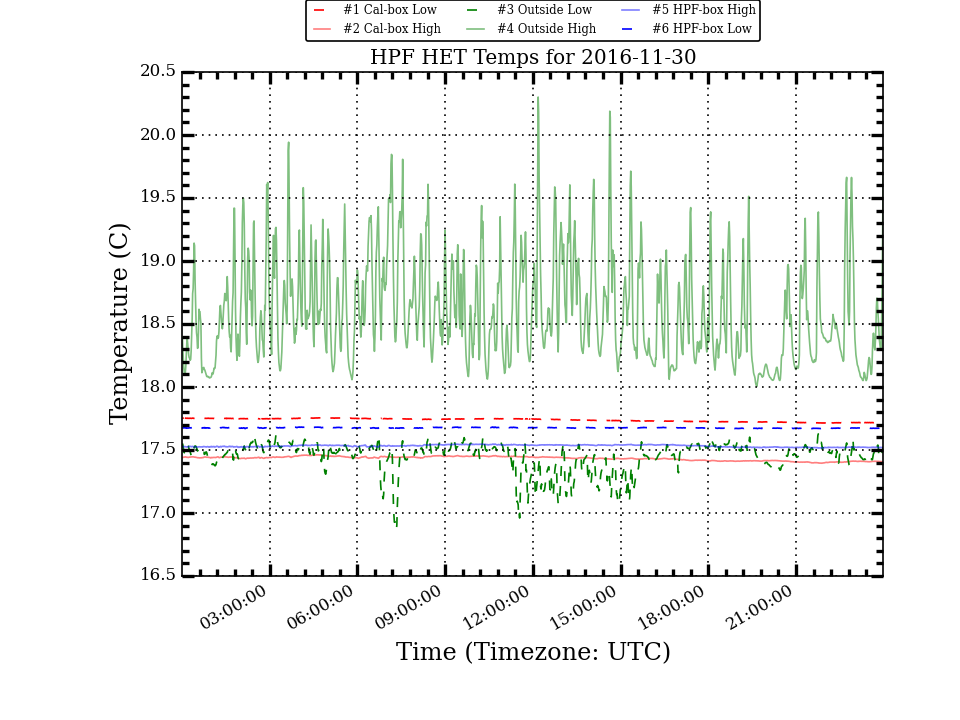 #1 Cal-box Low #3 Outside Low #5 HPF-box High
#2 Cal-box High #4 Outside High #6 HPF-box Low
HPF HET Temps for 2016-11-30
20.5
20.0
19.5
19.0
18.5
18.0
17.5
17.0
16.5
Temperature (C)
03:00:00 06:00:00 09:00:00 12:00:00 15:00:00 18:00:00 21:00:00
Time (Timezone: UTC)